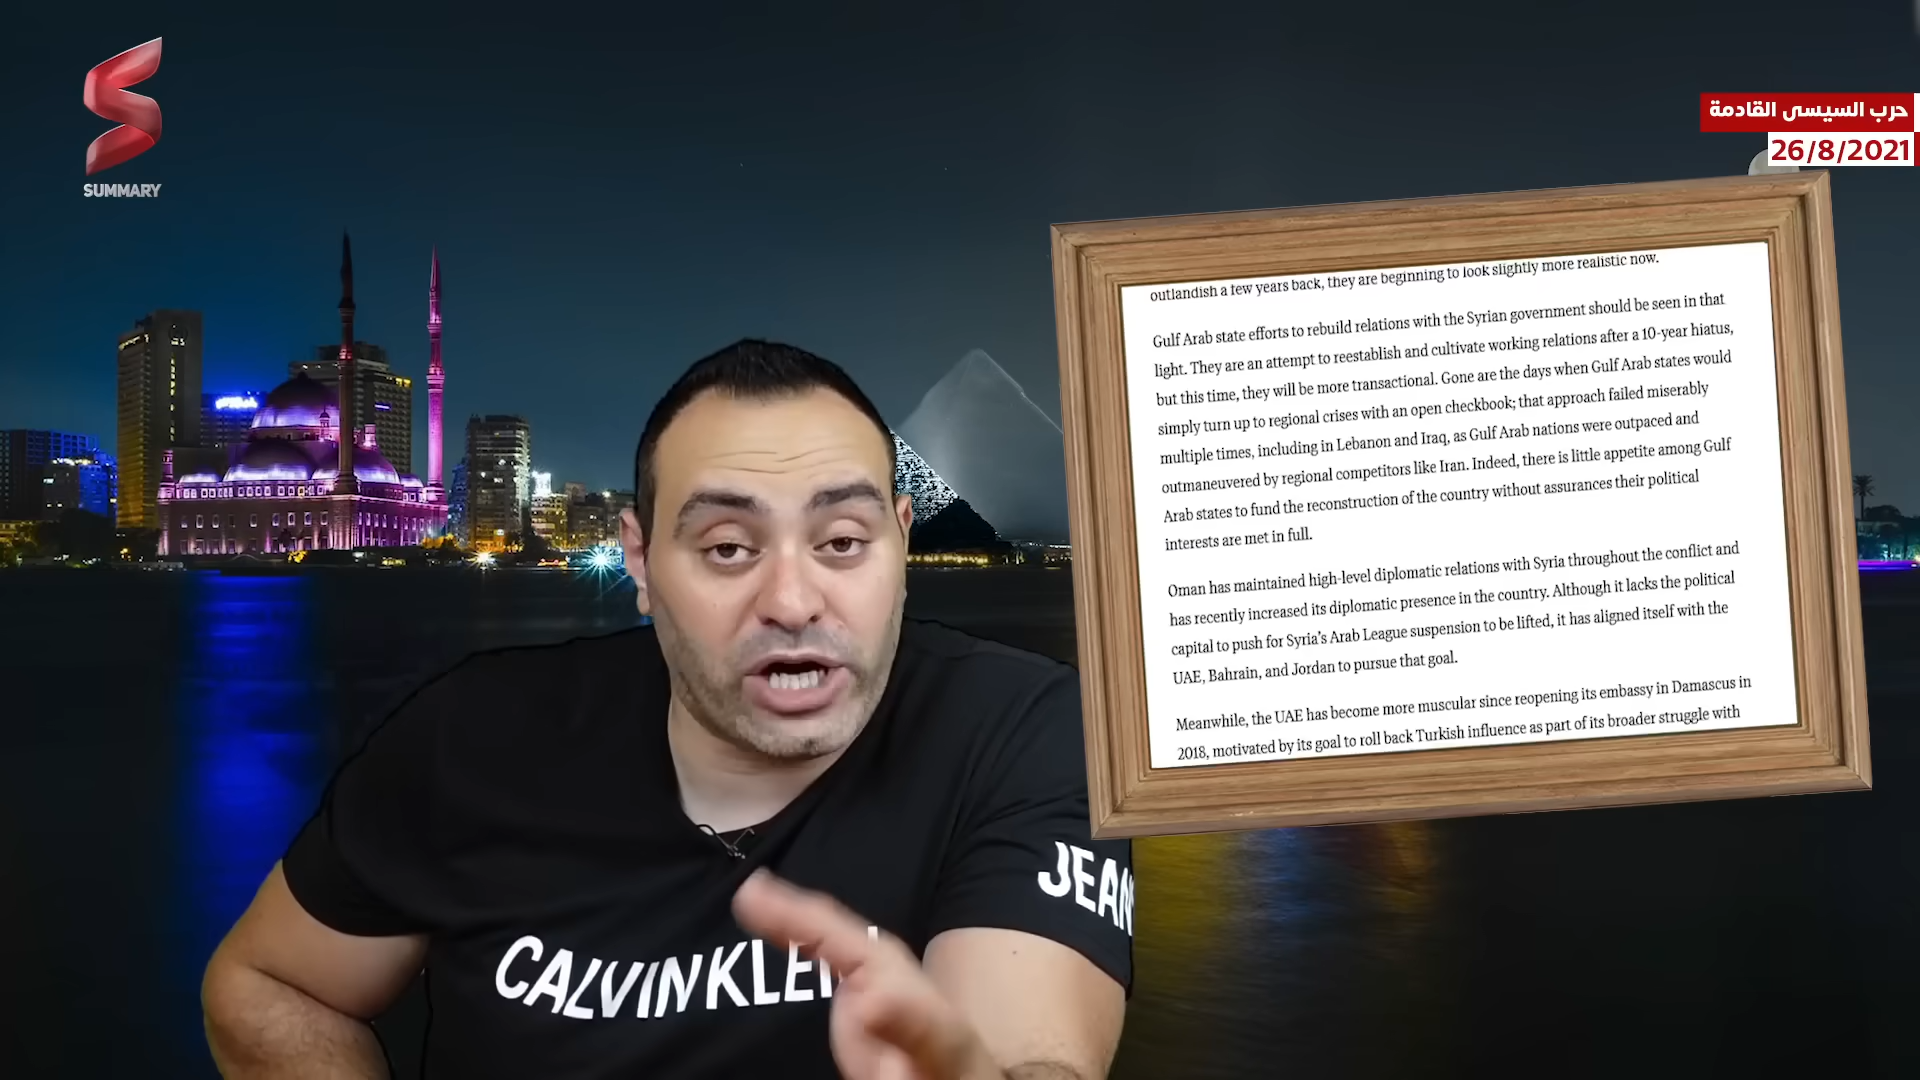 SUMMARY
حرب السيسى القادمة
26/8/2021
outlandish a few years back, they are beginning to look slightly more realistic now.
Gulf Arab state efforts to rebuild relations with the Syrian government should be seen in that
light. They are an attempt to reestablish and cultivate working relations after a 10-year hiatus,
but this time, they will be more transactional. Gone are the days when Gulf Arab states would
simply turn up to regional crises with an open checkbook; that approach failed miserably
multiple times, including in Lebanon and Iraq, as Gulf Arab nations were outpaced and
outmaneuvered by regional competitors like Iran. Indeed, there is little appetite among Gulf
Arab states to fund the reconstruction of the country without assurances their political
interests are met in full.
Oman has maintained high-level diplomatic relations with Syria throughout the conflict and
has recently increased its diplomatic presence in the country. Although it lacks the political
capital to push for Syria’s Arab League suspension to be lifted, it has aligned itself with the
UAE, Bahrain, and Jordan to pursue that goal.
Meanwhile, the UAE has become more muscular since reopening its embassy in Damascus in
2018, motivated by its goal to roll back Turkish influence as part of its broader struggle with
JEAN
CALVIN KLEIN